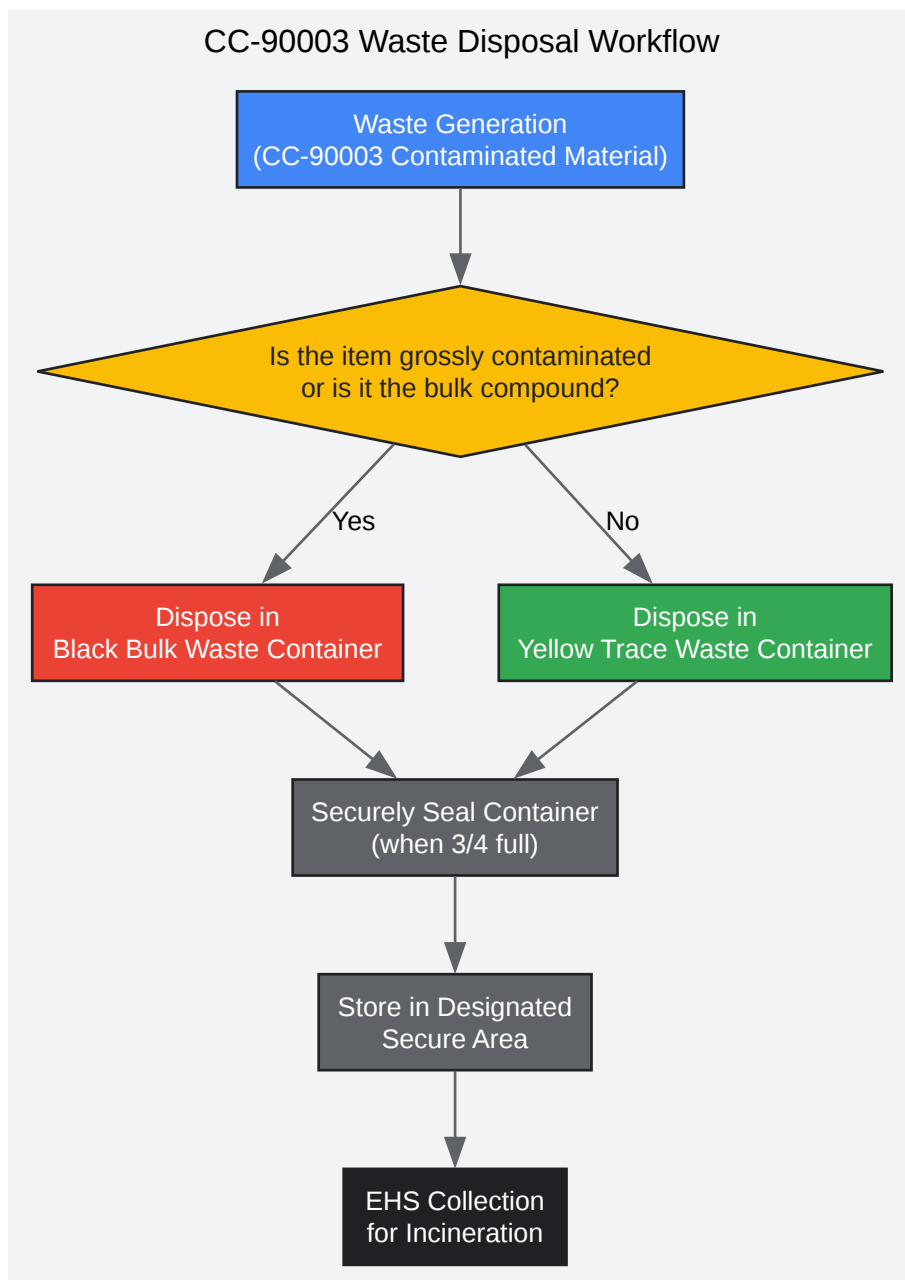 CC-90003 Waste Disposal Workflow
Waste Generation
(CC-90003 Contaminated Material)
Is the item grossly contaminated
or is it the bulk compound?
Yes
No
Dispose in
Black Bulk Waste Container
Dispose in
Yellow Trace Waste Container
Securely Seal Container
(when 3/4 full)
Store in Designated
Secure Area
EHS Collection
for Incineration